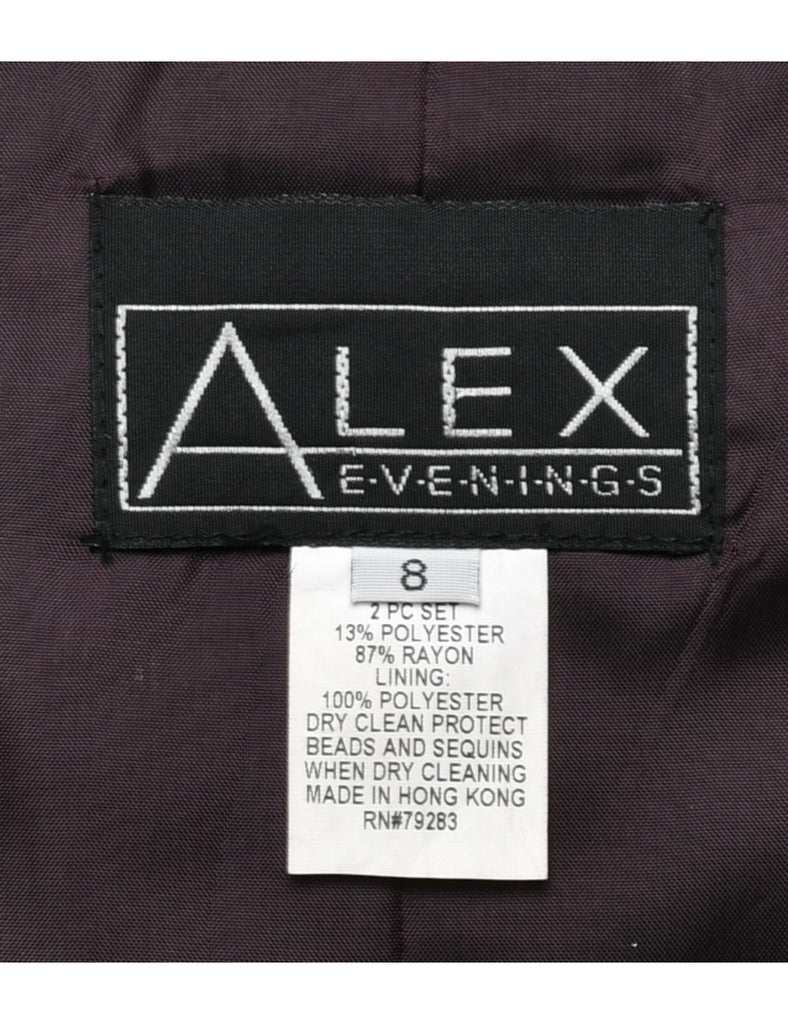 ALEX
E·V·E·N·I·N·G·S
8
2 PC SET
13% POLYESTER
87% RAYON
LINING:
100% POLYESTER
DRY CLEAN PROTECT
BEADS AND SEQUINS
WHEN DRY CLEANING
MADE IN HONG KONG
RN#79283